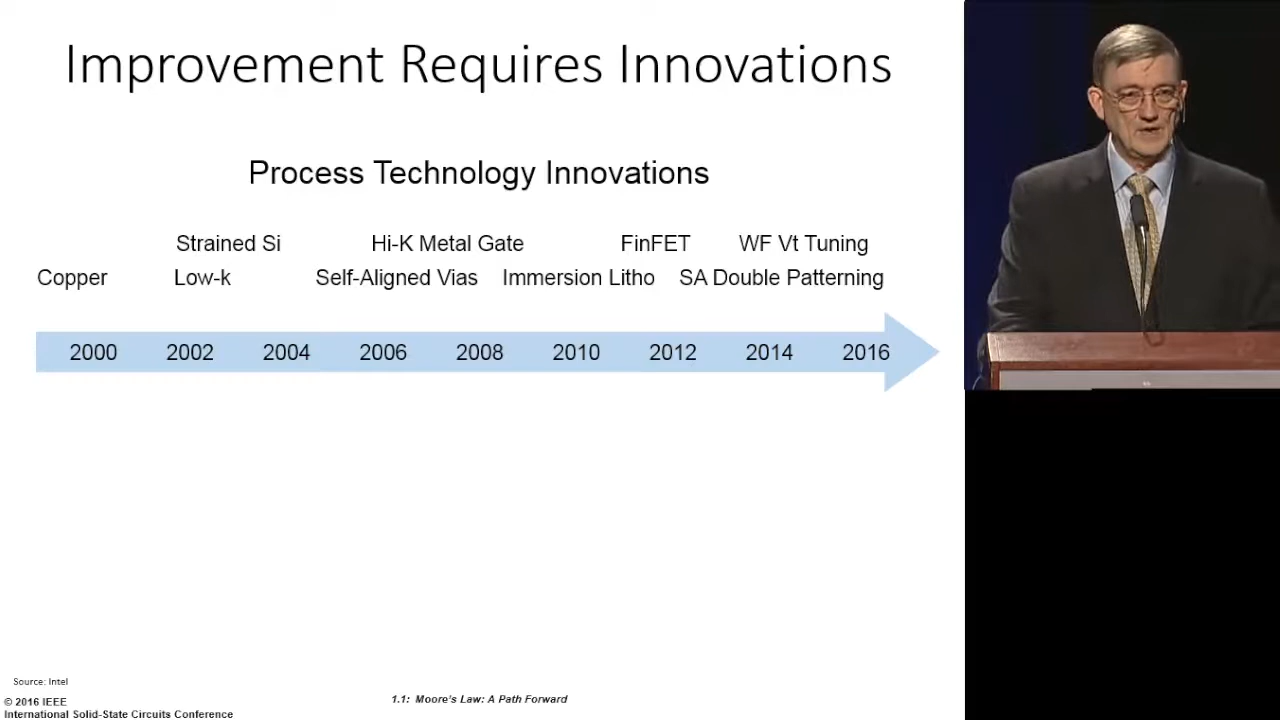 Improvement Requires Innovations
Process Technology Innovations
Strained Si Hi-K Metal Gate FinFET WF Vt Tuning
Copper Low-k Self-Aligned Vias Immersion Litho SA Double Patterning
2000 2002 2004 2006 2008 2010 2012 2014 2016
Source: Intel
© 2016 IEEE
International Solid-State Circuits Conference
1.1: Moore's Law: A Path Forward